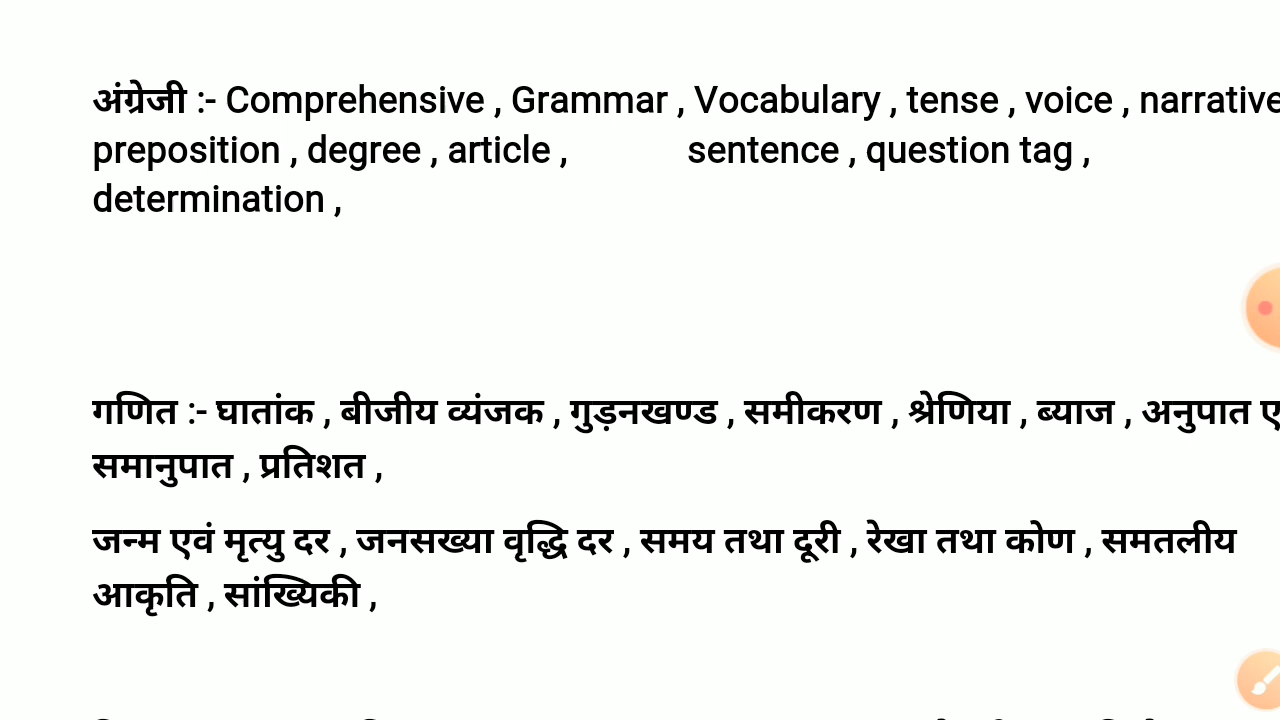 अंग्रेजी :- Comprehensive , Grammar , Vocabulary , tense , voice , narrative
preposition , degree , article , sentence , question tag ,
determination ,
गणित :- घातांक , बीजीय व्यंजक , गुड़नखण्ड , समीकरण , श्रेणिया , ब्याज , अनुपात
समानुपात , प्रतिशत ,
जन्म एवं मृत्यु दर , जनसख्या वृद्धि दर , समय तथा दूरी , रेखा तथा कोण , समतलीय
आकृति , सांख्यिकी ,